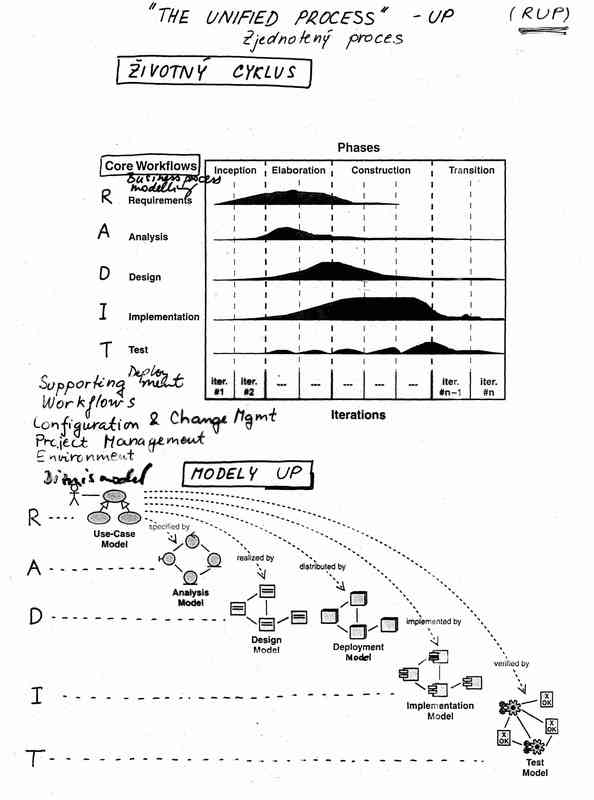 "THE UNIFIED PROCESS" - UP (RUP)
Zjednotený proces
ŽIVOTNÝ CYKLUS
Phases
Core Workflows Inception Elaboration Construction Transition
Business process
modelling
R Requirements
A Analysis
D Design
I Implementation
T Test
Deploy
ment
Supporting
Workflows
iter. #1 iter. #2 --- --- --- --- --- iter. #n-1 iter. #n
Configuration & Change Mgmt
Iterations
Project Management
Environment
Biznis model
MODELY UP
R
Use-Case
Model
specified by
A
Analysis
Model
realized by
distributed by
D
Design
Model
Deployment
Model
implemented by
I
Implementation
Model
verified by
X
OK
X
OK
X
OK
T
Test
Model